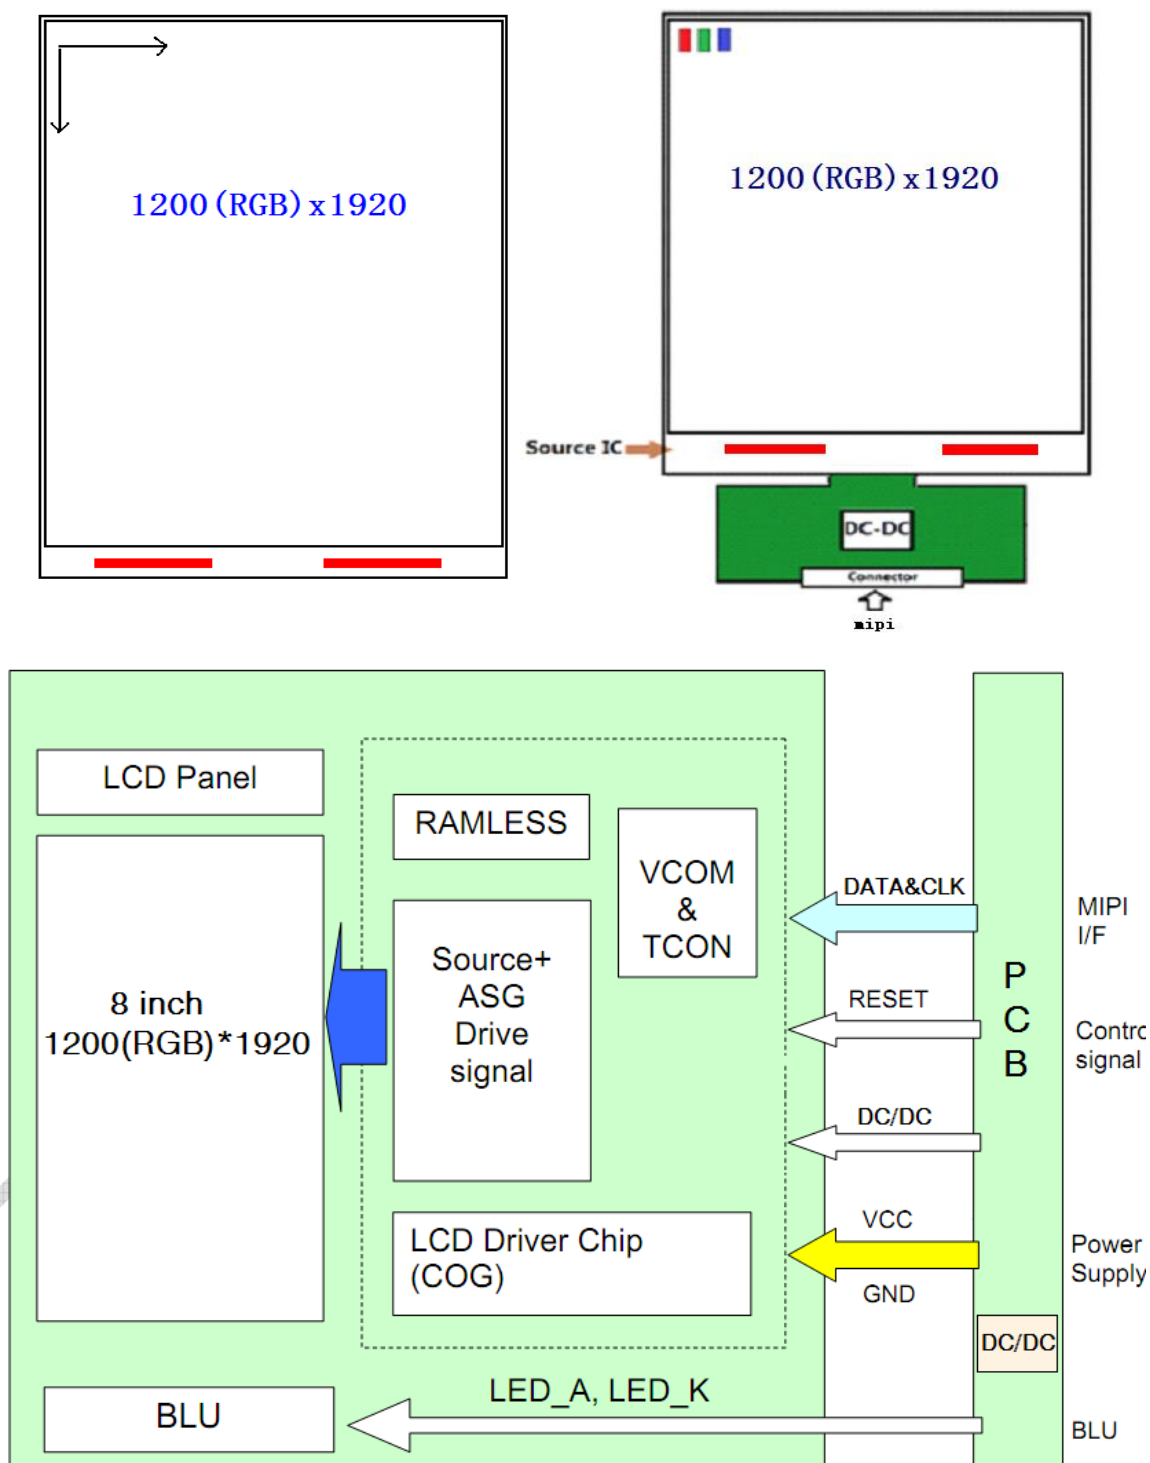 1200(RGB)x1920
1200(RGB)x1920
Source IC
DC-DC
Connector
mipi
LCD Panel
RAMLESS
VCOM
&
TCON
DATA&CLK
MIPI
I/F
Source+
ASG
Drive
signal
8 inch
1200(RGB)*1920
RESET
P
C
B
Contro
signal
DC/DC
LCD Driver Chip
(COG)
VCC
GND
Power
Supply
DC/DC
LED_A, LED_K
BLU
BLU